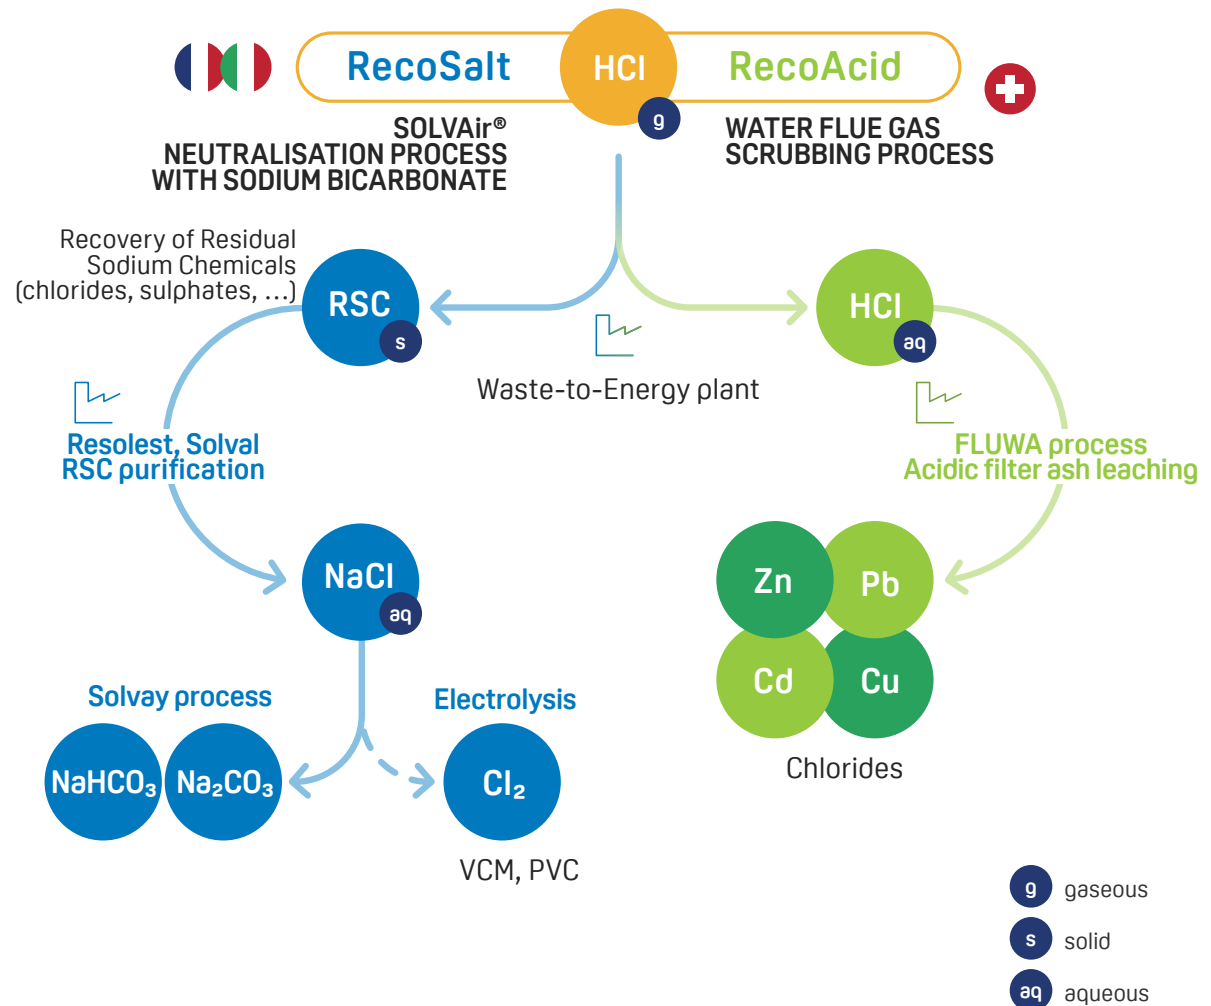 RecoSalt
HCl
g
RecoAcid
SOLVAir®
NEUTRALISATION PROCESS
WITH SODIUM BICARBONATE
WATER FLUE GAS
SCRUBBING PROCESS
Recovery of Residual
Sodium Chemicals
(chlorides, sulphates, ...)
RSC
s
HCl
aq
Waste-to-Energy plant
Resolest, Solval
RSC purification
FLUWA process
Acidic filter ash leaching
NaCl
aq
Zn
Pb
Cd
Cu
Chlorides
Solvay process
Electrolysis
NaHCO₃
Na₂CO₃
Cl₂
VCM, PVC
g gaseous
s solid
aq aqueous